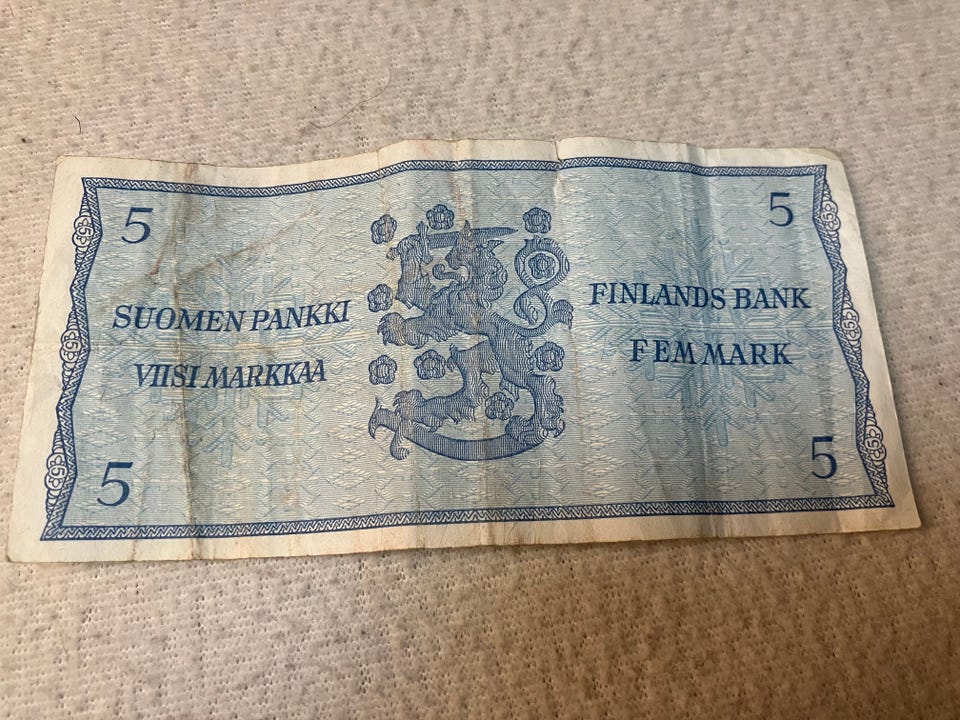 5
5
SUOMEN PANKKI
VIISI MARKKAA
FINLANDS BANK
FEM MARK
5
5